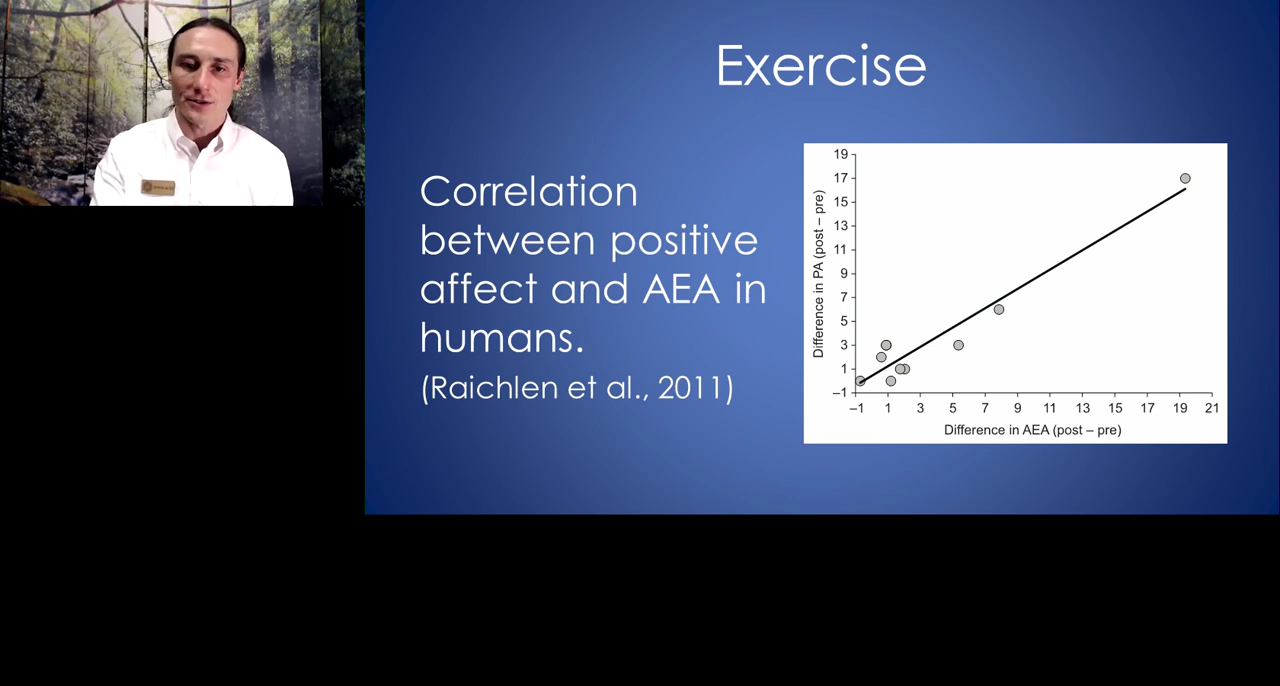 Exercise
Correlation
between positive
affect and AEA in
humans.
(Raichlen et al., 2011)
Difference in PA (post – pre)
19
17
15
13
11
9
7
5
3
1
–1
–1 1 3 5 7 9 11 13 15 17 19 21
Difference in AEA (post – pre)